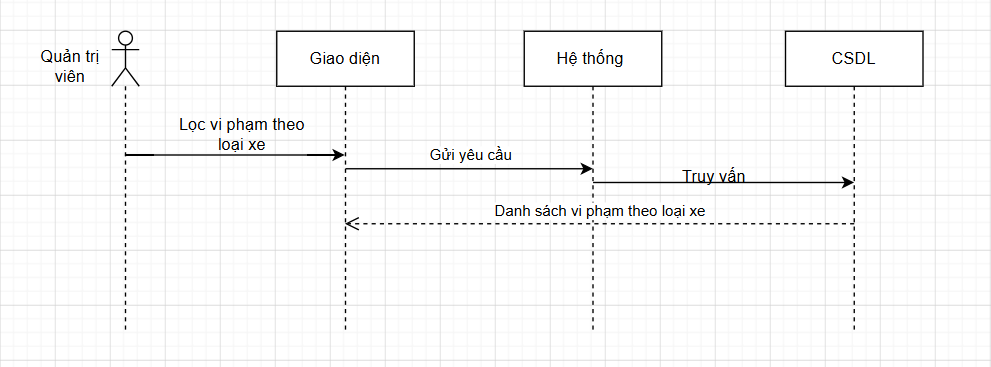 Quản trị
viên
Giao diện
Hệ thống
CSDL
Lọc vi phạm theo
loại xe
Gửi yêu cầu
Truy vấn
Danh sách vi phạm theo loại xe